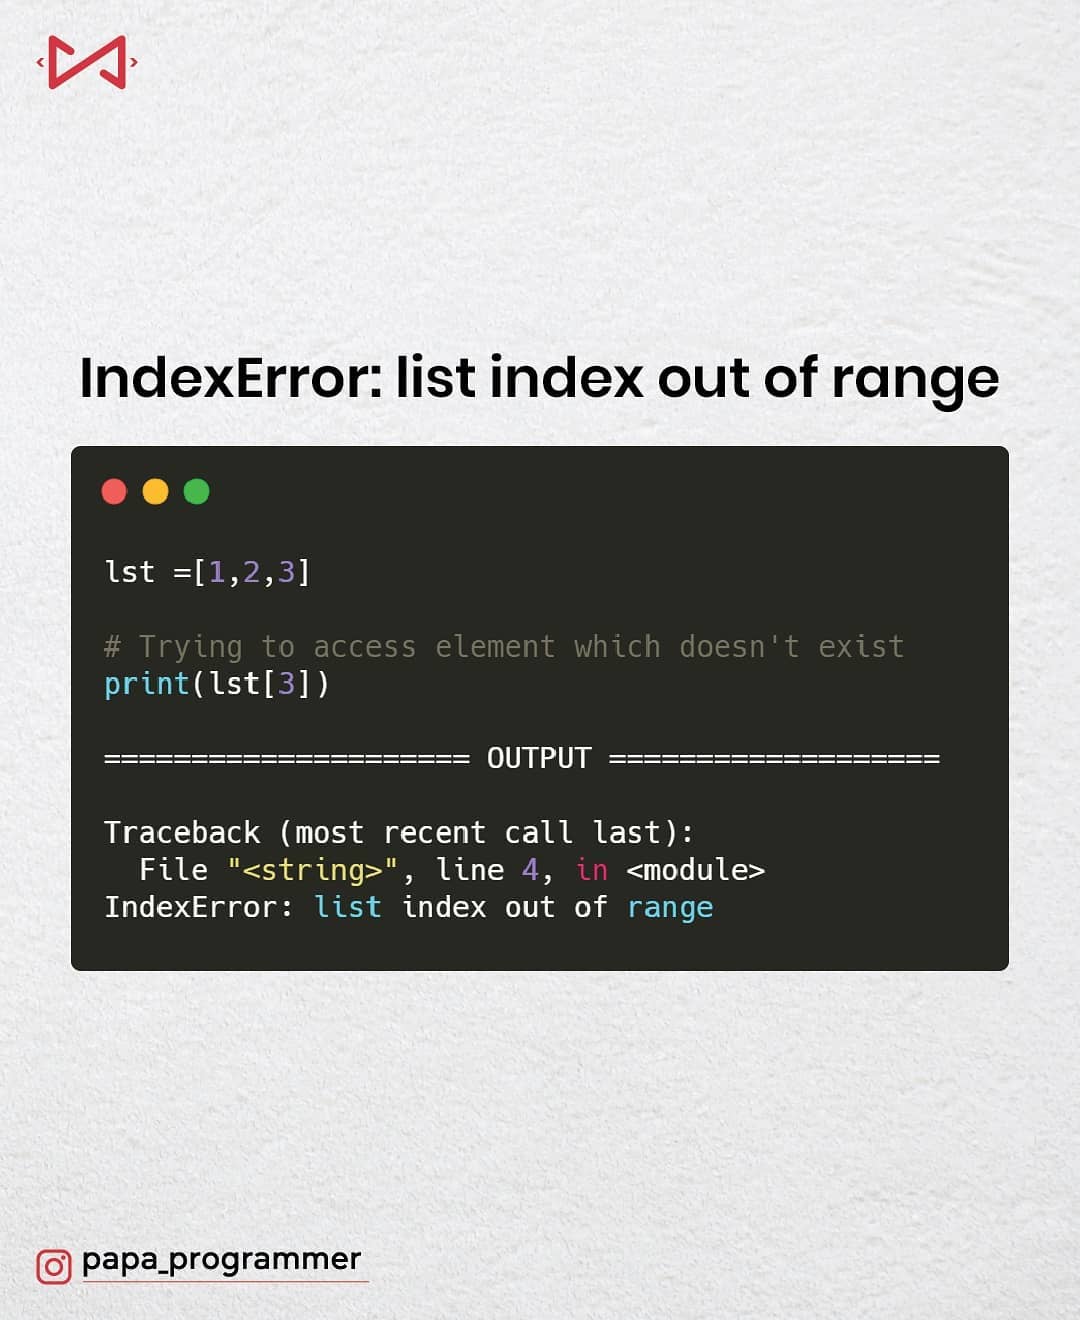 IndexError: list index out of range
lst =[1,2,3]
# Trying to access element which doesn't exist
print(lst[3])
===================== OUTPUT ===================
Traceback (most recent call last):
  File "<string>", line 4, in <module>
IndexError: list index out of range
papa_programmer